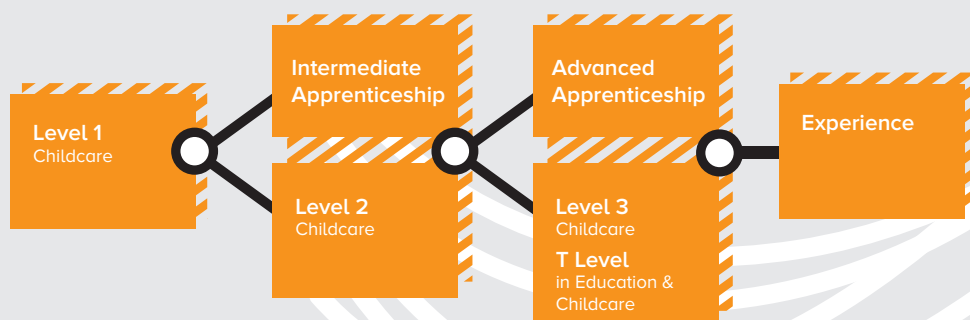 Level 1
Childcare
Intermediate
Apprenticeship
Level 2
Childcare
Advanced
Apprenticeship
Level 3
Childcare
T Level
in Education &
Childcare
Experience